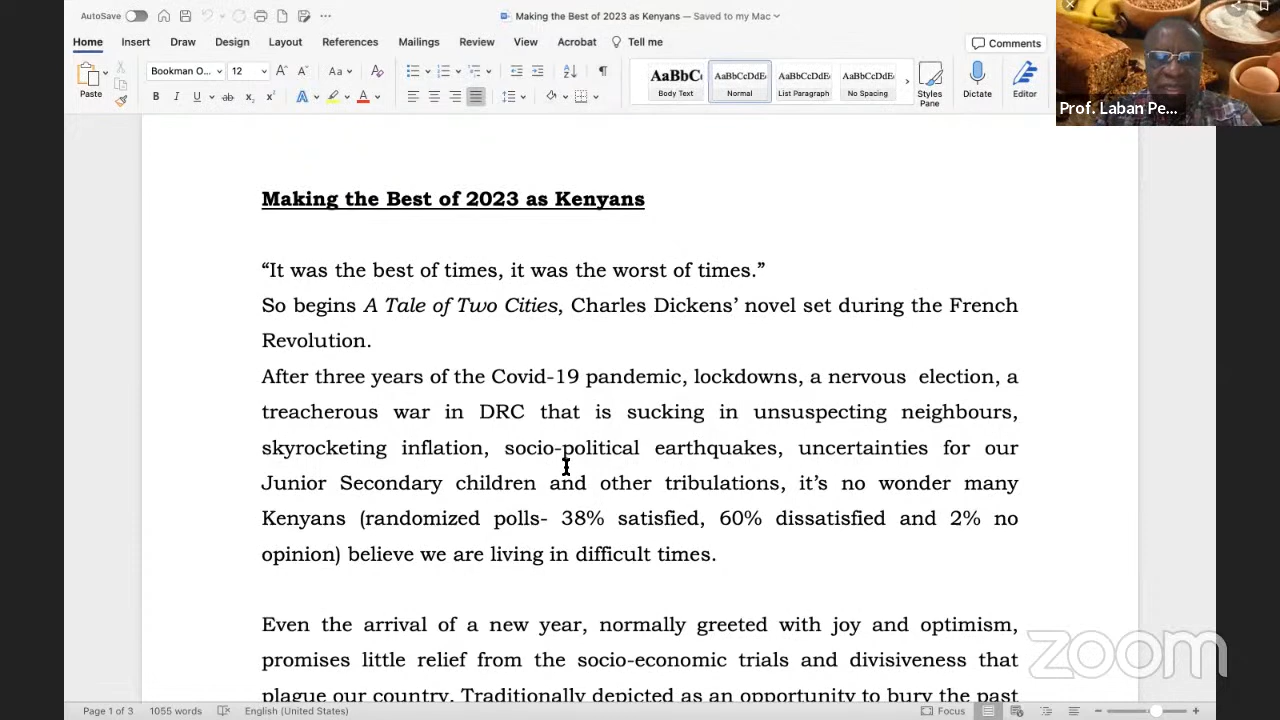 AutoSave
Making the Best of 2023 as Kenyans — Saved to my Mac
Home Insert Draw Design Layout References Mailings Review View Acrobat Tell me
Comments
Paste
Bookman O... 12
Aa
B I U ab x₂ x²
AaBbC AaBbCcDdE AaBbCcDdE AaBbCcDdE
Body Text Normal List Paragraph No Spacing
Styles Pane
Dictate
Editor
Prof. Laban Pe...
Making the Best of 2023 as Kenyans
“It was the best of times, it was the worst of times.”
So begins A Tale of Two Cities, Charles Dickens’ novel set during the French
Revolution.
After three years of the Covid-19 pandemic, lockdowns, a nervous election, a
treacherous war in DRC that is sucking in unsuspecting neighbours,
skyrocketing inflation, socio-political earthquakes, uncertainties for our
Junior Secondary children and other tribulations, it’s no wonder many
Kenyans (randomized polls- 38% satisfied, 60% dissatisfied and 2% no
opinion) believe we are living in difficult times.
Even the arrival of a new year, normally greeted with joy and optimism,
promises little relief from the socio-economic trials and divisiveness that
plague our country. Traditionally depicted as an opportunity to bury the past
zoom
Page 1 of 3 1055 words English (United States) Focus